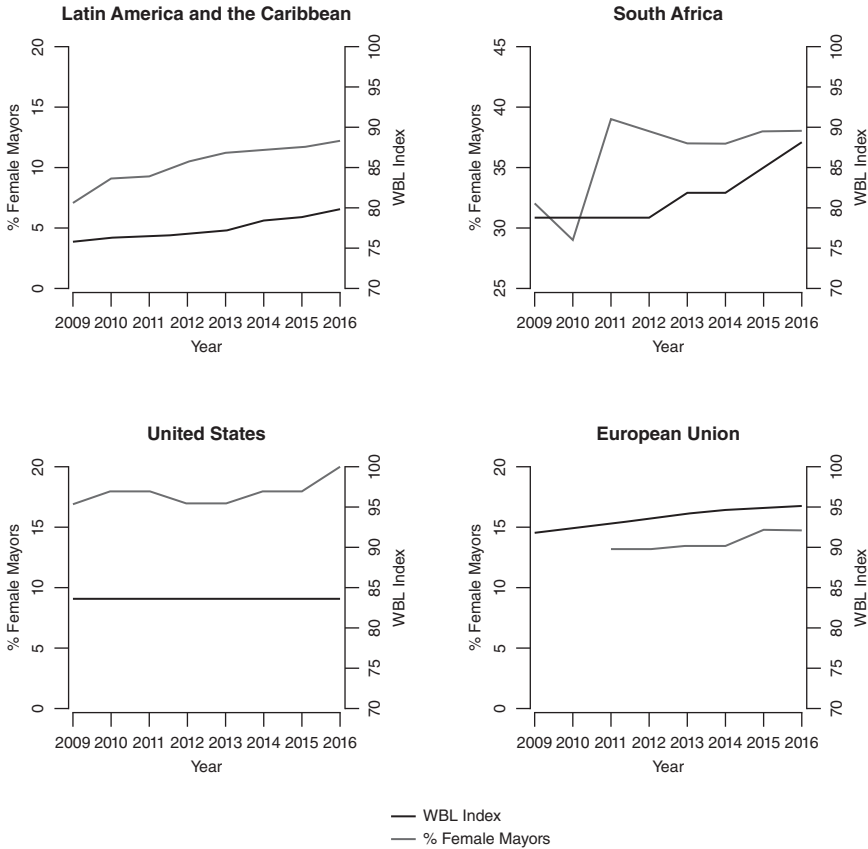 Latin America and the Caribbean
% Female Mayors
20
15
10
5
0
WBL Index
100
95
90
85
80
75
70
2009 2010 2011 2012 2013 2014 2015 2016
Year
South Africa
% Female Mayors
45
40
35
30
25
WBL Index
100
95
90
85
80
75
70
2009 2010 2011 2012 2013 2014 2015 2016
Year
United States
% Female Mayors
20
15
10
5
0
WBL Index
100
95
90
85
80
75
70
2009 2010 2011 2012 2013 2014 2015 2016
Year
European Union
% Female Mayors
20
15
10
5
0
WBL Index
100
95
90
85
80
75
70
2009 2010 2011 2012 2013 2014 2015 2016
Year
WBL Index
% Female Mayors